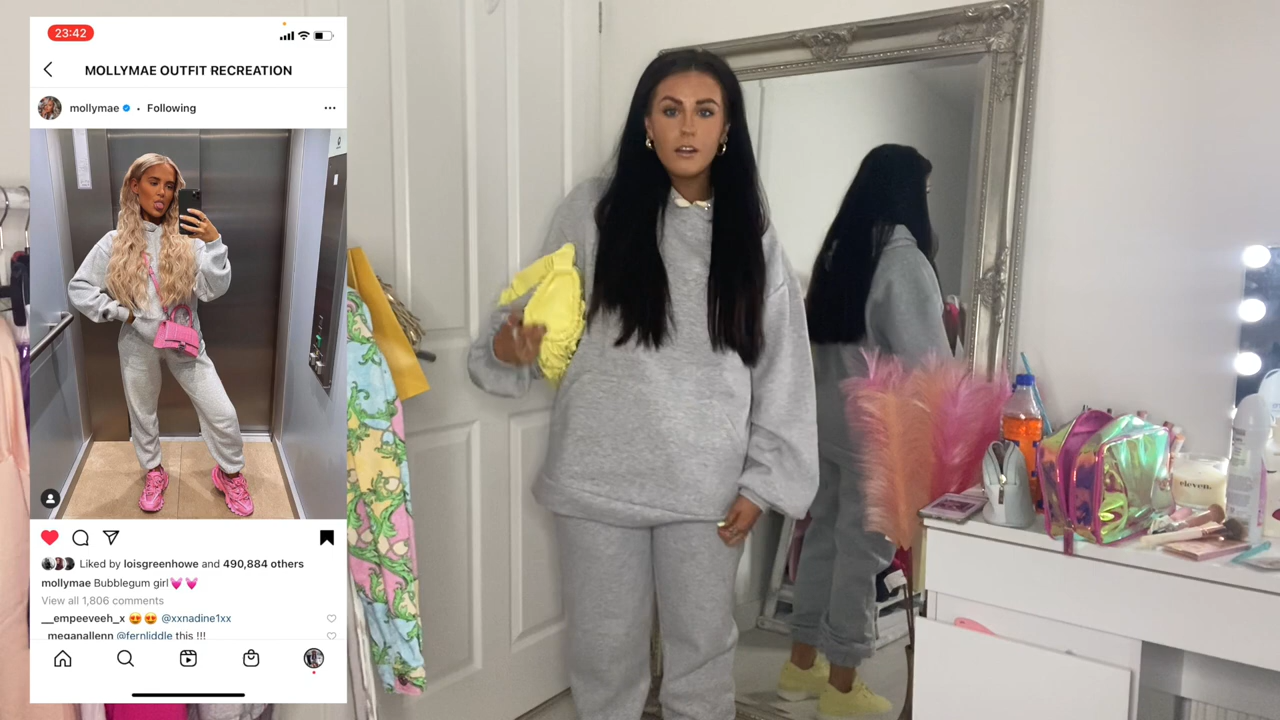 23:42
MOLLYMAE OUTFIT RECREATION
mollymae • Following
Liked by loisgreenhowe and 490,884 others
mollymae Bubblegum girl💓💓
View all 1,806 comments
__empeeveeh_x 😍😍 @xxnadine1xx
_meganallenn @fernliddle this !!!
eleven.